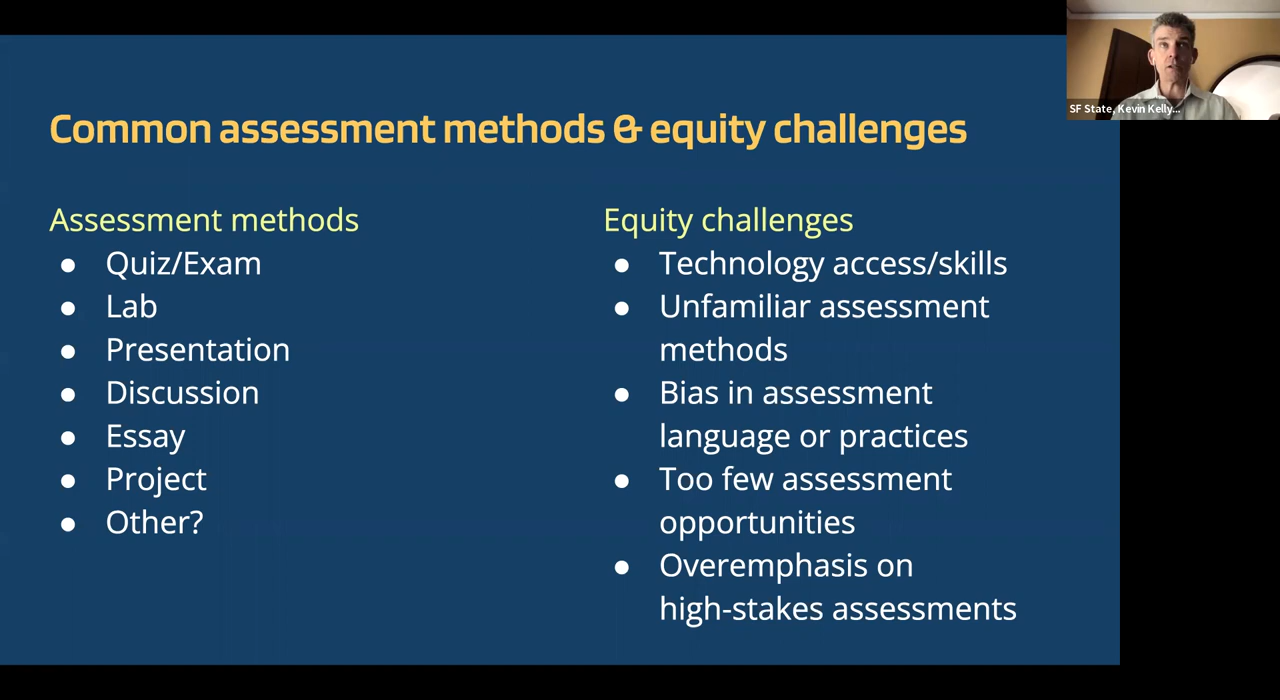 SF State, Kevin Kelly...
Common assessment methods & equity challenges
Assessment methods
● Quiz/Exam
● Lab
● Presentation
● Discussion
● Essay
● Project
● Other?
Equity challenges
● Technology access/skills
● Unfamiliar assessment
methods
● Bias in assessment
language or practices
● Too few assessment
opportunities
● Overemphasis on
high-stakes assessments